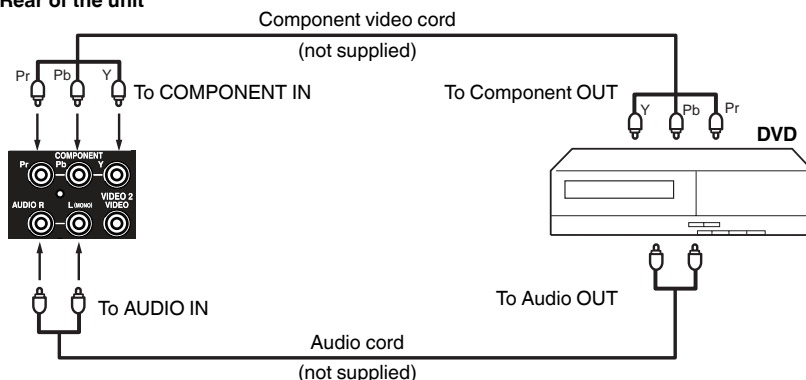 Rear of the unit
Component video cord
(not supplied)
Pr Pb Y
To COMPONENT IN
To Component OUT
Y Pb Pr
DVD
COMPONENT
Pr Pb Y
VIDEO 2
AUDIO R L (MONO) VIDEO
To AUDIO IN
To Audio OUT
Audio cord
(not supplied)